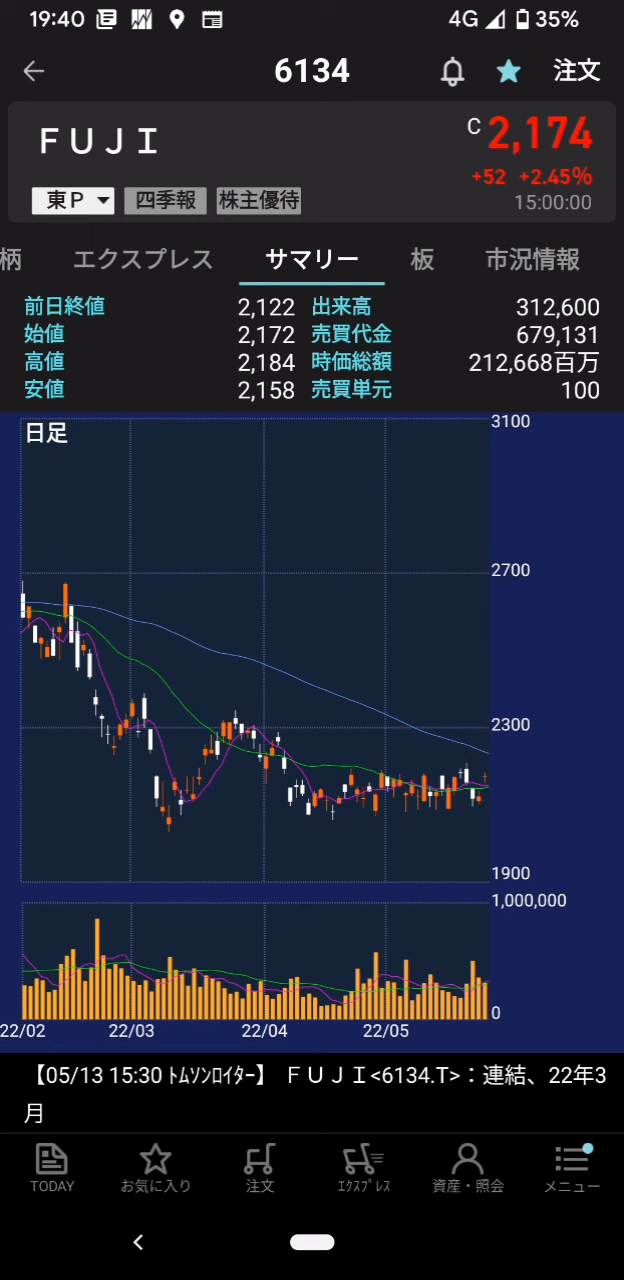 19:40 4G 35%
6134 注文
ＦＵＪＩ C 2,174
+52 +2.45%
東Ｐ 四季報 株主優待 15:00:00
柄 エクスプレス サマリー 板 市況情報
前日終値 2,122 出来高 312,600
始値 2,172 売買代金 679,131
高値 2,184 時価総額 212,668百万
安値 2,158 売買単元 100
日足 3100
2700
2300
1900
1,000,000
0
22/02 22/03 22/04 22/05
【05/13 15:30 ﾄﾑｿﾝﾛｲﾀｰ】 ＦＵＪＩ<6134.T>：連結、22年3
月
TODAY お気に入り 注文 ｴｸｽﾌﾟﾚｽ 資産・照会 メニュー